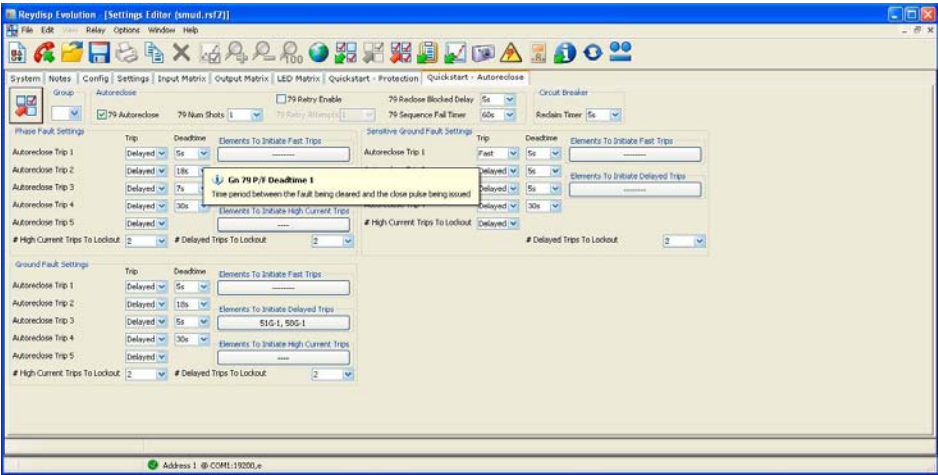 Reydisp Evolution - [Settings Editor (smud.rsf2)]
File Edit View Relay Options Window Help
System Notes Config Settings Input Matrix Output Matrix LED Matrix Quickstart - Protection Quickstart - Autoreclose
Group Autoreclose Circuit Breaker
79 Retry Enable 79 Reclose Blocked Delay 5s
79 Autoreclose 79 Num Shots 1 79 Retry Attempts 1 79 Sequence Fail Timer 60s Reclaim Timer 5s
Phase Fault Settings Sensitive Ground Fault Settings
Trip Deadtime Elements To Initiate Fast Trips Trip Deadtime Elements To Initiate Fast Trips
Autoreclose Trip 1 Delayed 5s -------- Autoreclose Trip 1 Fast 5s --------
Autoreclose Trip 2 Delayed 18s Delayed 5s Elements To Initiate Delayed Trips
Gn 79 P/F Deadtime 1
Autoreclose Trip 3 Delayed 7s Delayed 5s --------
Time period between the fault being cleared and the close pulse being issued
Autoreclose Trip 4 Delayed 30s Elements To Initiate High Current Trips Delayed 30s
Autoreclose Trip 5 Delayed ---- # High Current Trips To Lockout Delayed
# High Current Trips To Lockout 2 # Delayed Trips To Lockout 2 # Delayed Trips To Lockout 2
Ground Fault Settings
Trip Deadtime Elements To Initiate Fast Trips
Autoreclose Trip 1 Delayed 5s --------
Autoreclose Trip 2 Delayed 18s Elements To Initiate Delayed Trips
Autoreclose Trip 3 Delayed 5s 51G-1, 50G-1
Autoreclose Trip 4 Delayed 30s Elements To Initiate High Current Trips
Autoreclose Trip 5 Delayed ----
# High Current Trips To Lockout 2 # Delayed Trips To Lockout 2
Address 1 @ COM1:19200,e